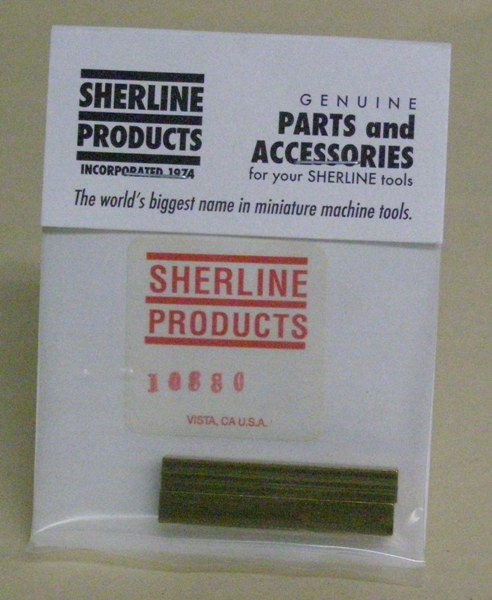 SHERLINE
PRODUCTS
INCORPORATED 1974
GENUINE
PARTS and
ACCESSORIES
for your SHERLINE tools
The world's biggest name in miniature machine tools.
SHERLINE
PRODUCTS
VISTA, CA U.S.A.